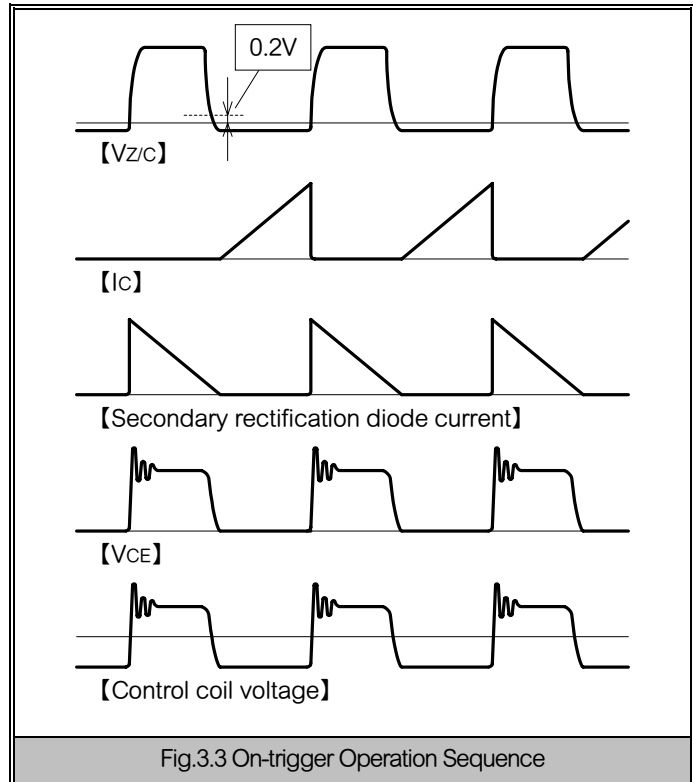 0.2V
【VZ/C】
【IC】
【Secondary rectification diode current】
【VCE】
【Control coil voltage】
Fig.3.3 On-trigger Operation Sequence